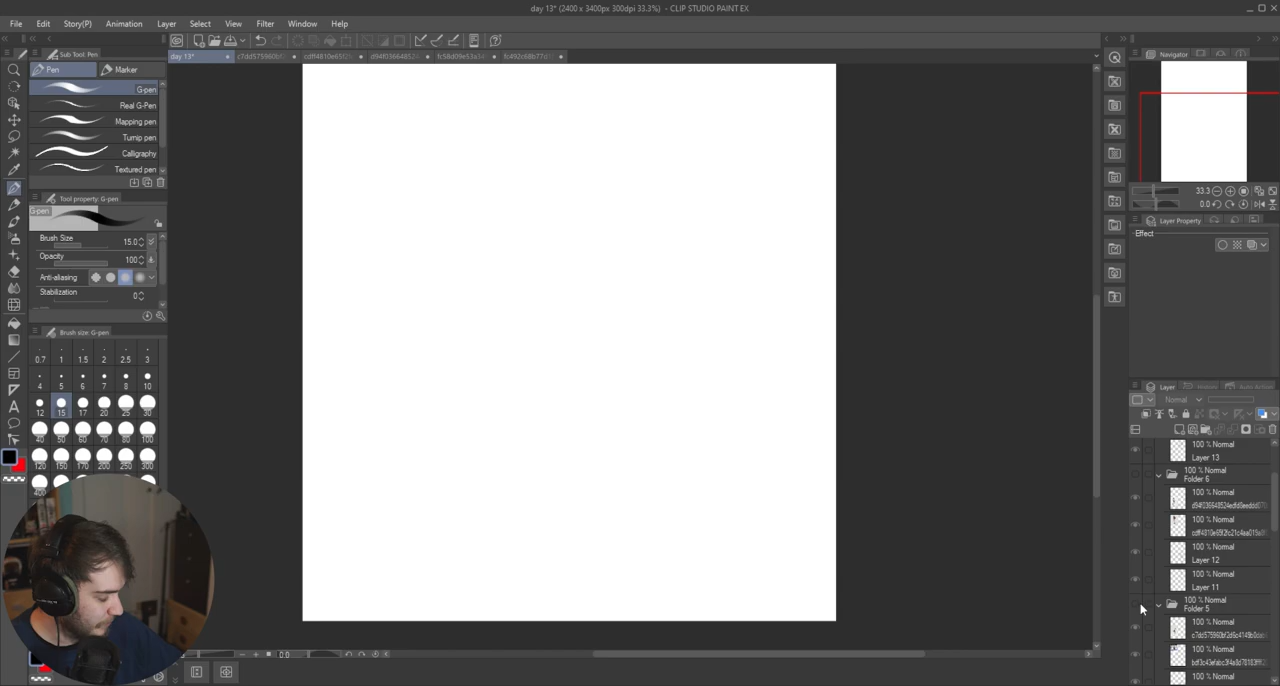 day 13* (2400 x 3400px 300dpi 33.3%) - CLIP STUDIO PAINT EX
File Edit Story(P) Animation Layer Select View Filter Window Help
Sub Tool: Pen
day 13*
Pen Marker
G-pen
Real G-Pen
Mapping pen
Turnip pen
Calligraphy
Textured pen
Tool property: G-pen
G-pen
Brush Size 15.0
Opacity 100
Anti-aliasing
Stabilization 0
Brush size: G-pen
0.7 1 1.5 2 2.5 3
4 5 6 7 8 10
12 15 17 20 25 30
40 50 60 70 80 100
120 150 170 200 250 300
400
0.0
Navigator
33.3
0.0
Layer Property
Effect
Layer History Auto Action
Normal
100 % Normal
Layer 13
100 % Normal
Folder 6
100 % Normal
100 % Normal
100 % Normal
Layer 12
100 % Normal
Layer 11
100 % Normal
Folder 5
100 % Normal
100 % Normal
100 % Normal